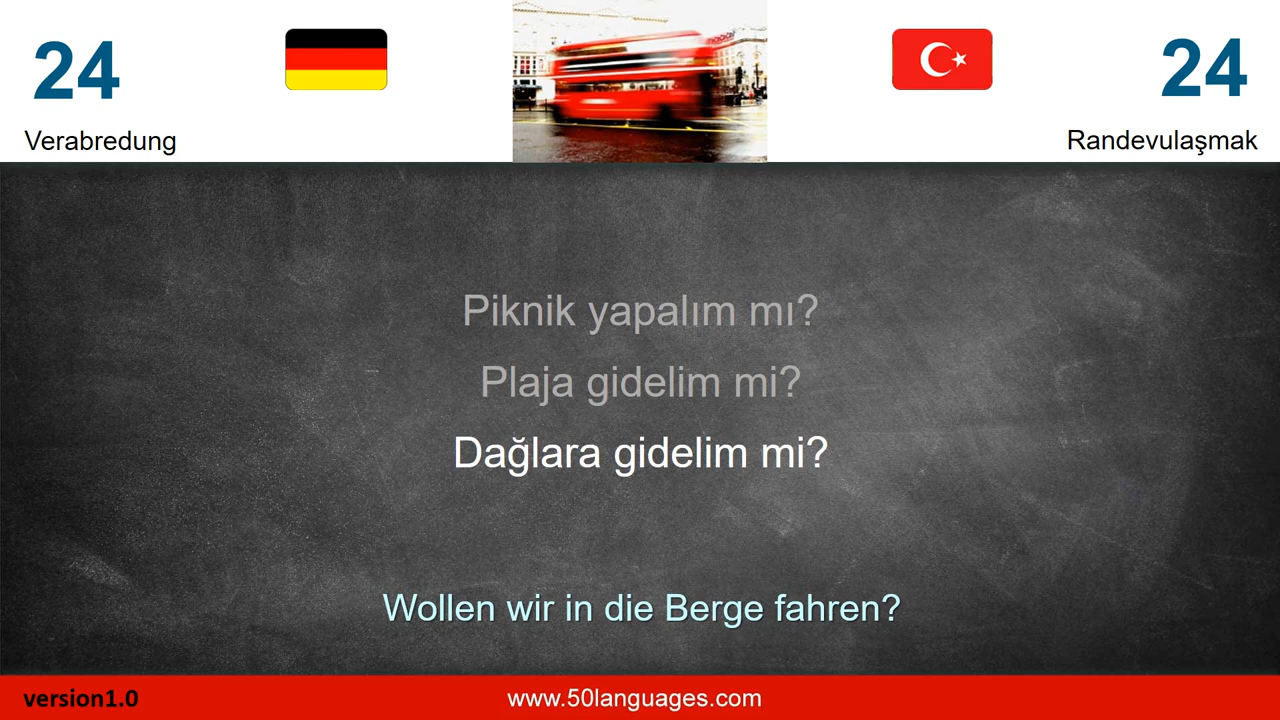 24
24
Verabredung
Randevulaşmak
Piknik yapalım mı?
Plaja gidelim mi?
Dağlara gidelim mi?
Wollen wir in die Berge fahren?
version1.0
www.50languages.com